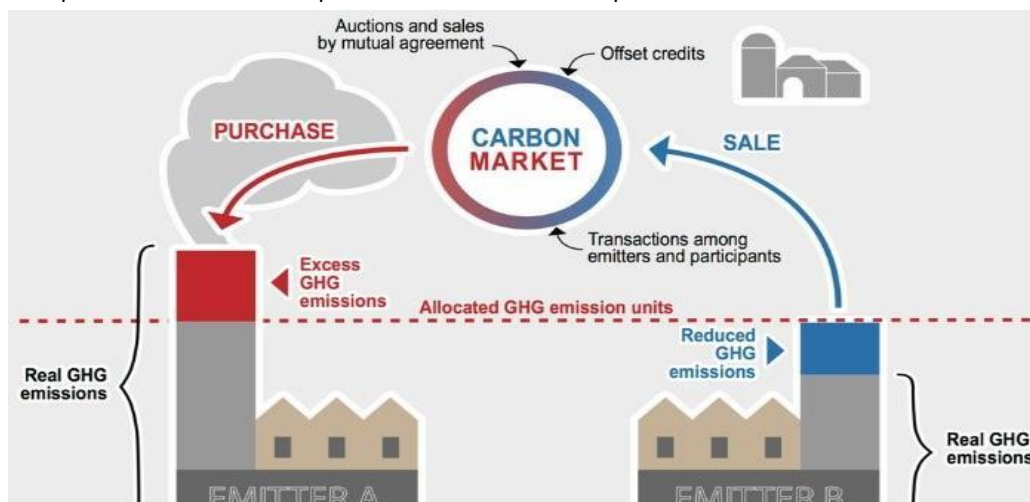 Auctions and sales
by mutual agreement
Offset credits
PURCHASE
CARBON
MARKET
SALE
Transactions among
emitters and participants
Excess
GHG
emissions
Allocated GHG emission units
Reduced
GHG
emissions
Real GHG
emissions
Real GHG
emissions
EMITTER A
EMITTER B